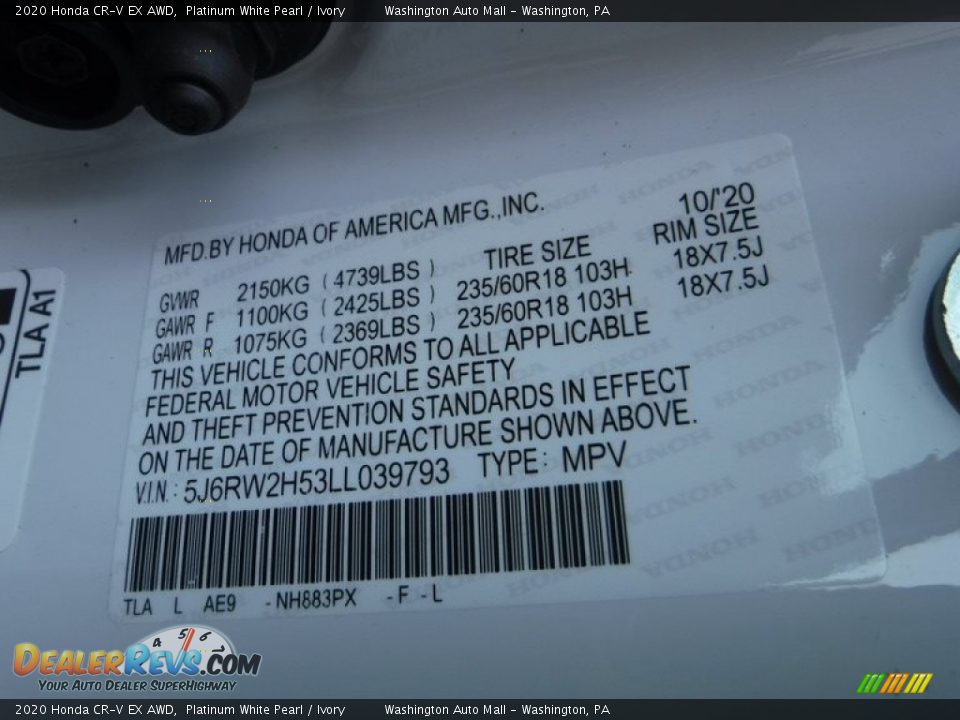 2020 Honda CR-V EX AWD, Platinum White Pearl / Ivory Washington Auto Mall - Washington, PA
MFD.BY HONDA OF AMERICA MFG.,INC. 10/'20
TIRE SIZE RIM SIZE
GVWR 2150KG (4739LBS)
GAWR F 1100KG (2425LBS) 235/60R18 103H 18X7.5J
GAWR R 1075KG (2369LBS) 235/60R18 103H 18X7.5J
THIS VEHICLE CONFORMS TO ALL APPLICABLE
FEDERAL MOTOR VEHICLE SAFETY
AND THEFT PREVENTION STANDARDS IN EFFECT
ON THE DATE OF MANUFACTURE SHOWN ABOVE.
V.I.N.: 5J6RW2H53LL039793 TYPE: MPV
TLA L AE9 -NH883PX -F -L
TLA A1
4 5 6 7
DEALERREVS.COM
YOUR AUTO DEALER SUPERHIGHWAY
2020 Honda CR-V EX AWD, Platinum White Pearl / Ivory Washington Auto Mall - Washington, PA